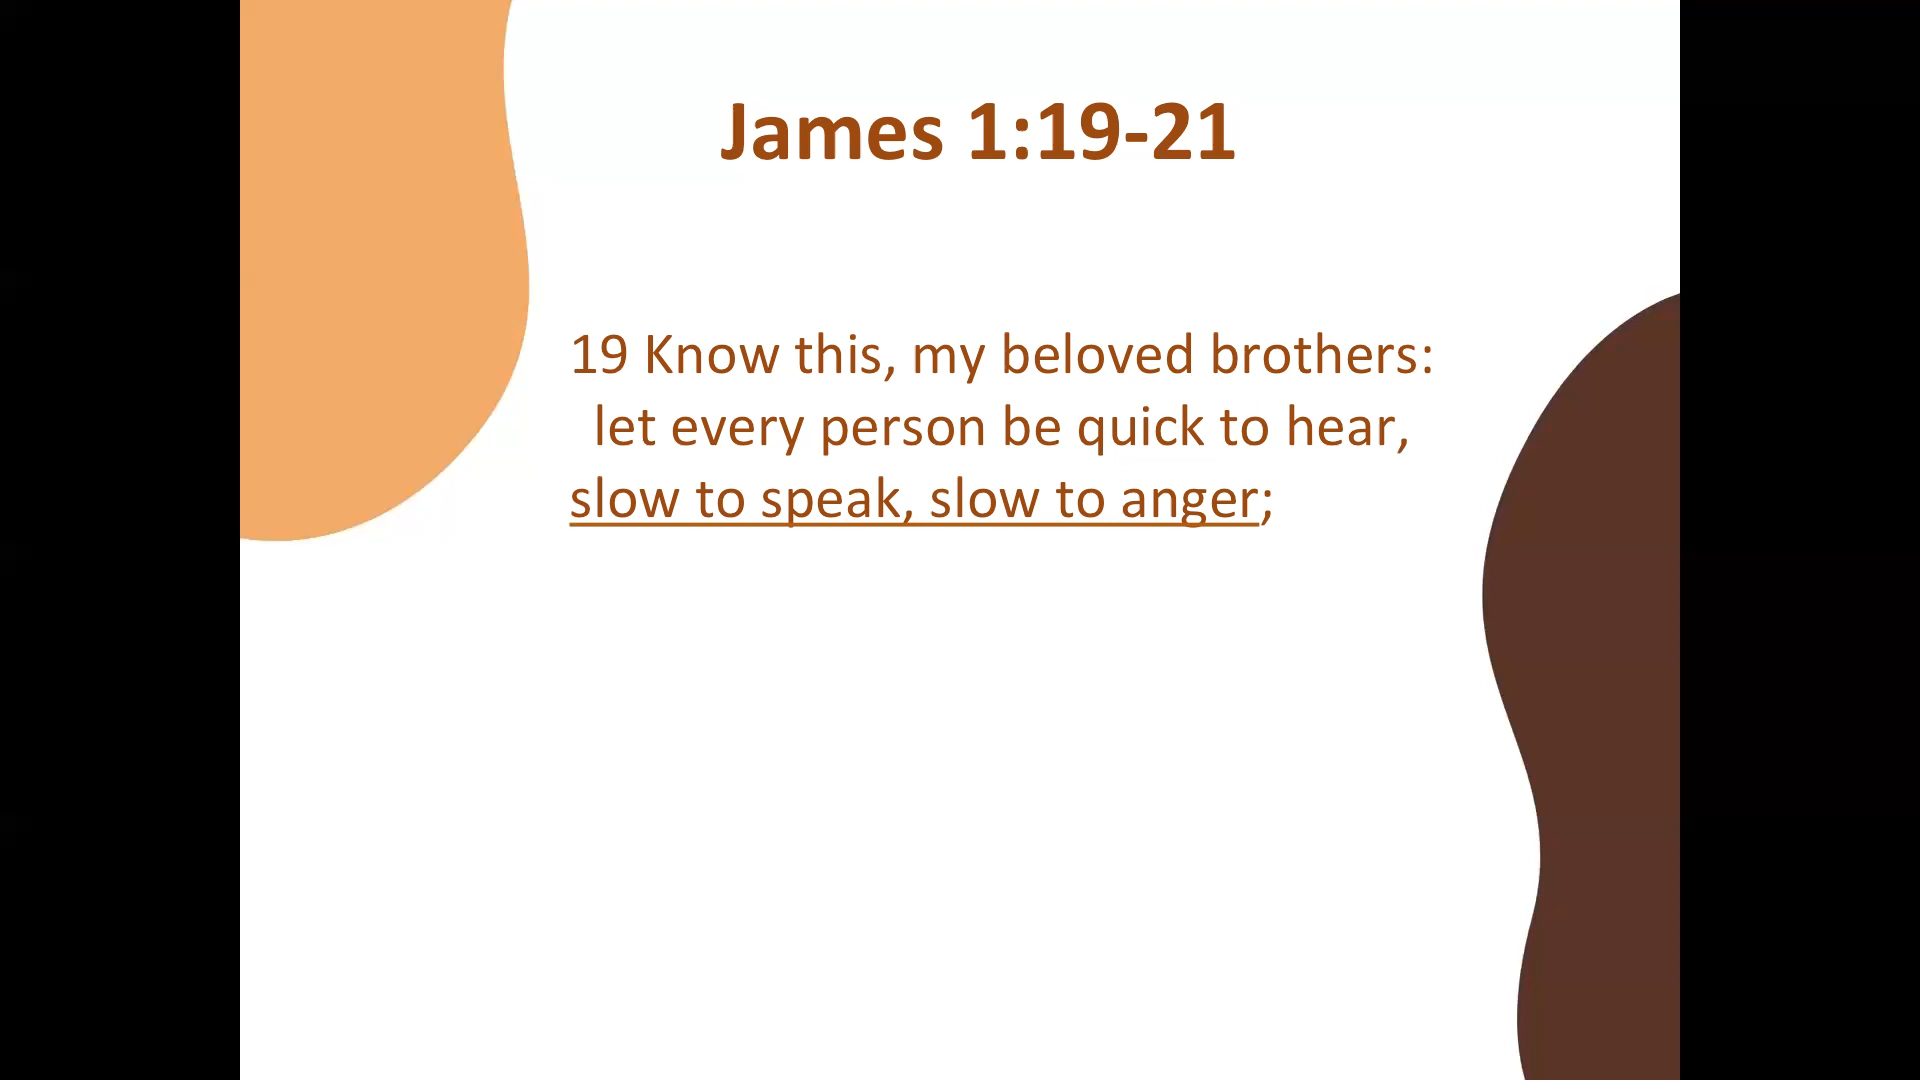 James 1:19-21
19 Know this, my beloved brothers:
let every person be quick to hear,
slow to speak, slow to anger;